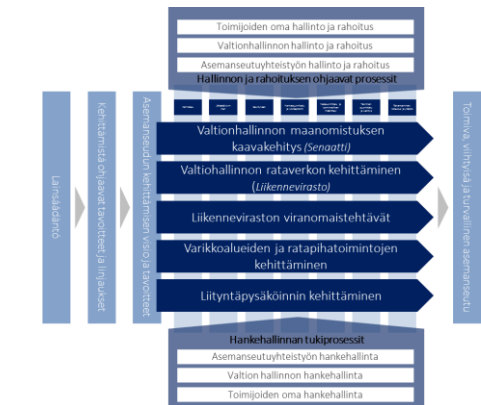 Toimijoiden oma hallinto ja rahoitus
Valtionhallinnon hallinto ja rahoitus
Asemanseutuyhteistyön hallinto ja rahoitus
Hallinnon ja rahoituksen ohjaavat prosessit
Lainsäädäntö
Kehittämistä ohjaavat tavoitteet ja linjaukset
Asemanseudun kehittämisen visio ja tavoitteet
Valtionhallinnon maanomistuksen
kaavakehitys (Senaatti)
Valtiohallinnon rataverkon kehittäminen
(Liikennevirasto)
Liikenneviraston viranomaistehtävät
Varikkoalueiden ja ratapihatoimintojen
kehittäminen
Liityntäpysäköinnin kehittäminen
Toimiva, viihtyisä ja turvallinen asemanseutu
Hankehallinnan tukiprosessit
Asemanseutuyhteistyön hankehallinta
Valtion hallinnon hankehallinta
Toimijoiden oma hankehallinta